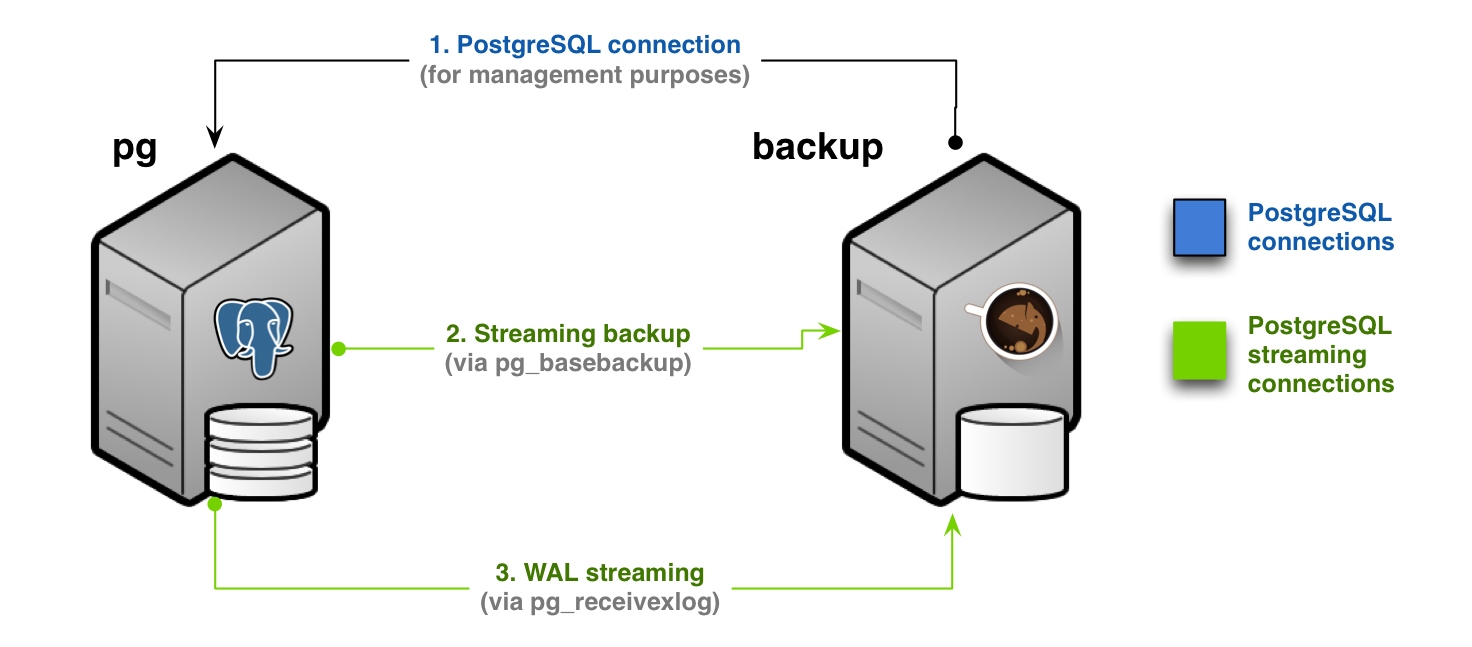 1. PostgreSQL connection
(for management purposes)
pg
backup
PostgreSQL
connections
2. Streaming backup
(via pg_basebackup)
PostgreSQL
streaming
connections
3. WAL streaming
(via pg_receivexlog)